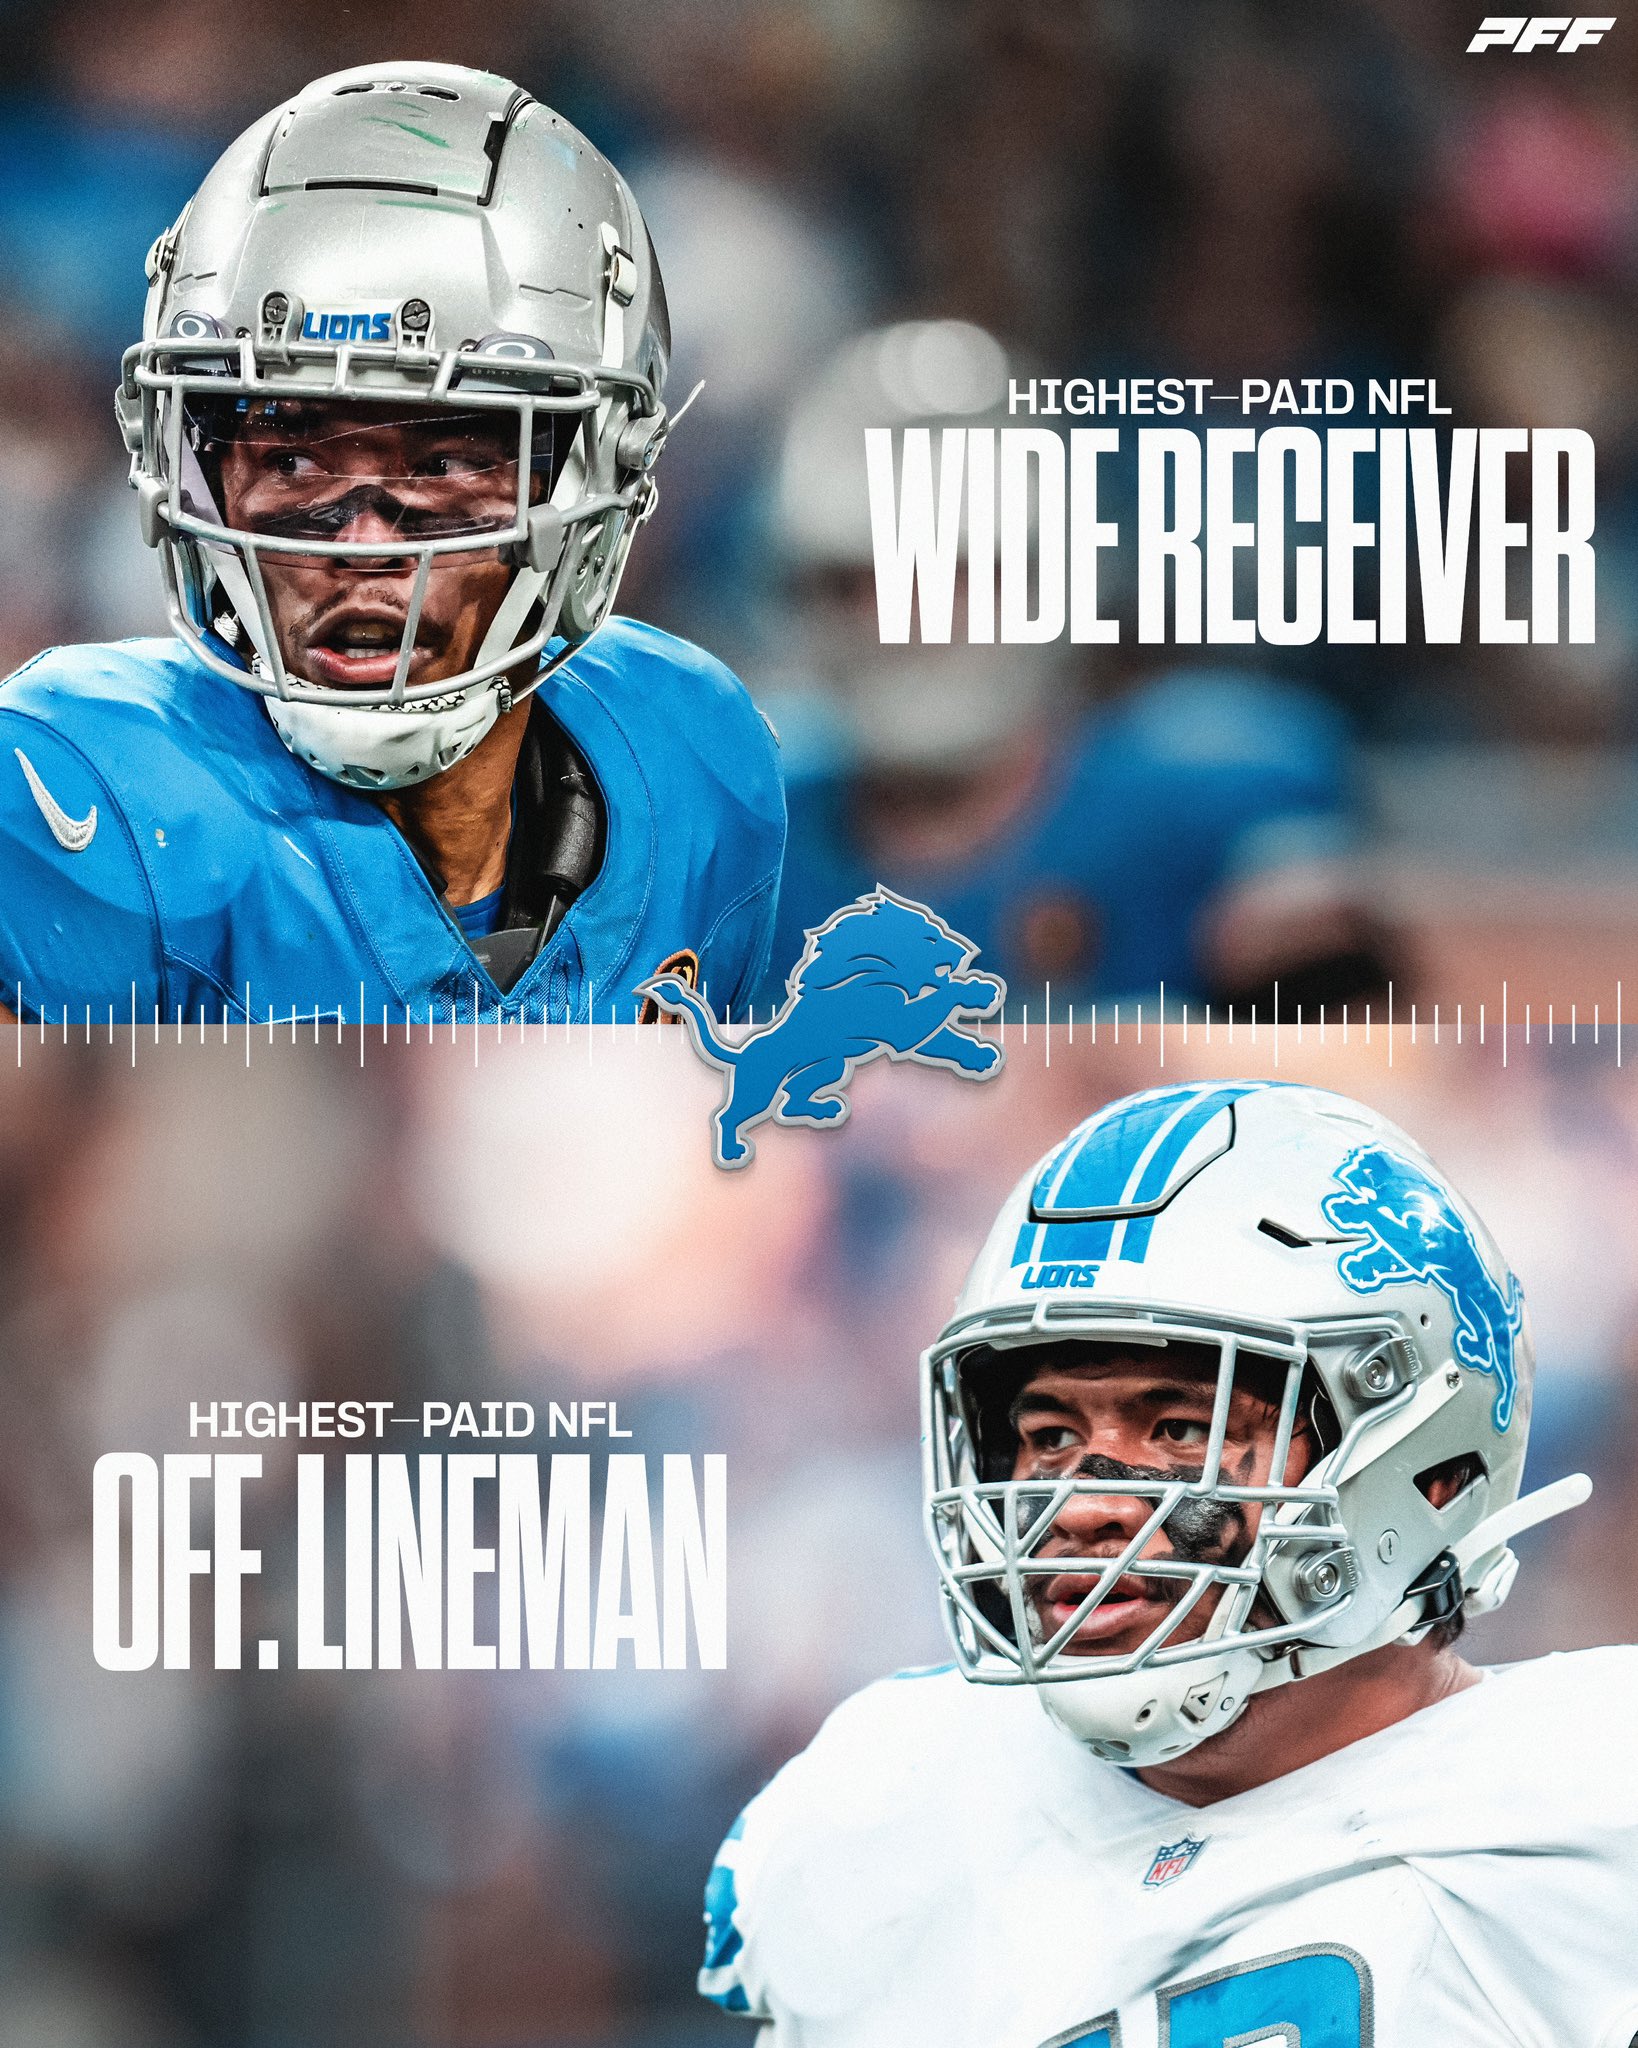 PFF
LIONS
HIGHEST–PAID NFL
WIDE RECEIVER
LIONS
HIGHEST–PAID NFL
OFF. LINEMAN
NFL